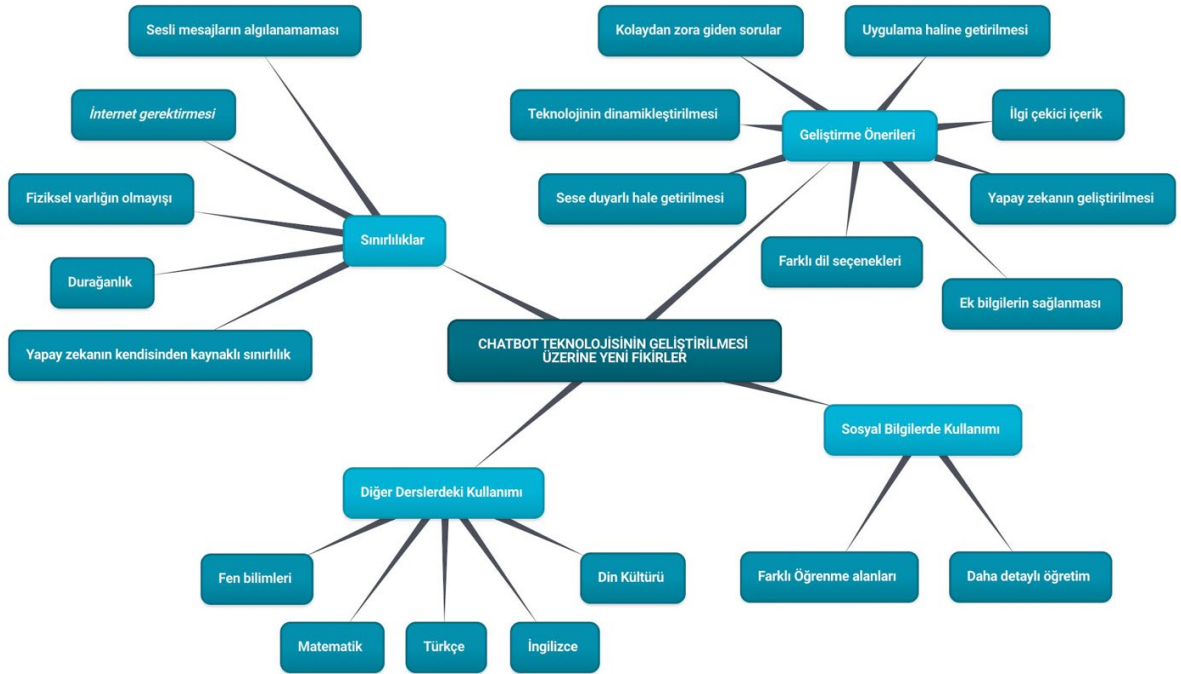 Sesli mesajların algılanamaması
İnternet gerektirmesi
Fiziksel varlığın olmayışı
Durağanlık
Yapay zekanın kendisinden kaynaklı sınırlılık
Sınırlılıklar
Kolaydan zora giden sorular
Uygulama haline getirilmesi
Teknolojinin dinamikleştirilmesi
İlgi çekici içerik
Geliştirme Önerileri
Sese duyarlı hale getirilmesi
Yapay zekanın geliştirilmesi
Farklı dil seçenekleri
Ek bilgilerin sağlanması
CHATBOT TEKNOLOJİSİNİN GELİŞTİRİLMESİ
ÜZERİNE YENİ FİKİRLER
Sosyal Bilgilerde Kullanımı
Farklı Öğrenme alanları
Daha detaylı öğretim
Diğer Derslerdeki Kullanımı
Fen bilimleri
Matematik
Türkçe
İngilizce
Din Kültürü